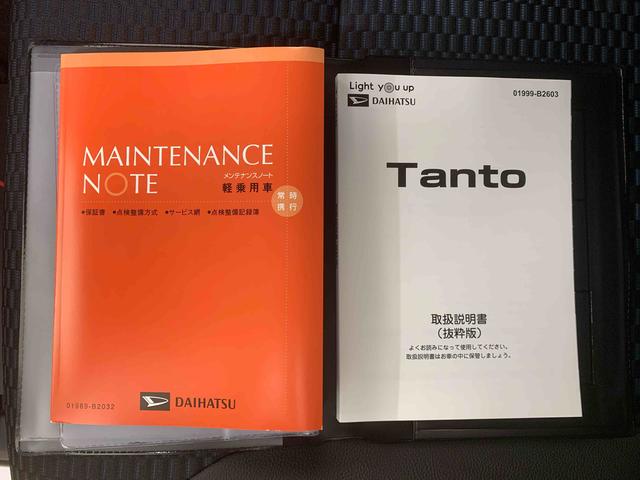 MAINTENANCE
NOTE
メンテナンスノート
軽乗用車
常時
携行
●保証書 ●点検整備方式 ●サービス網 ●点検整備記録簿
01989-B2032
DAIHATSU
Light you up
DAIHATSU
01999-B2603
Tanto
取扱説明書
(抜粋版)
よくお読みになって使用してください。
取扱説明書はお車の中に保管しましょう。